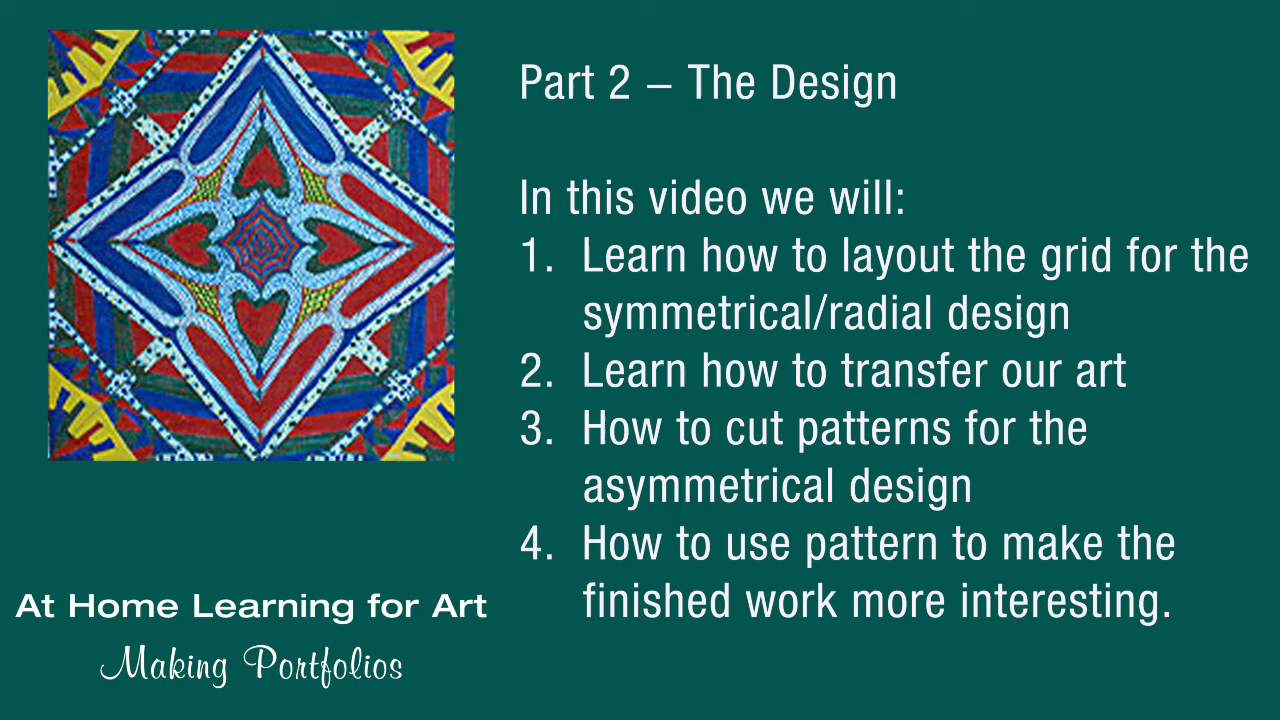 Part 2 – The Design
In this video we will:
1. Learn how to layout the grid for the
symmetrical/radial design
2. Learn how to transfer our art
3. How to cut patterns for the
asymmetrical design
4. How to use pattern to make the
finished work more interesting.
At Home Learning for Art
Making Portfolios